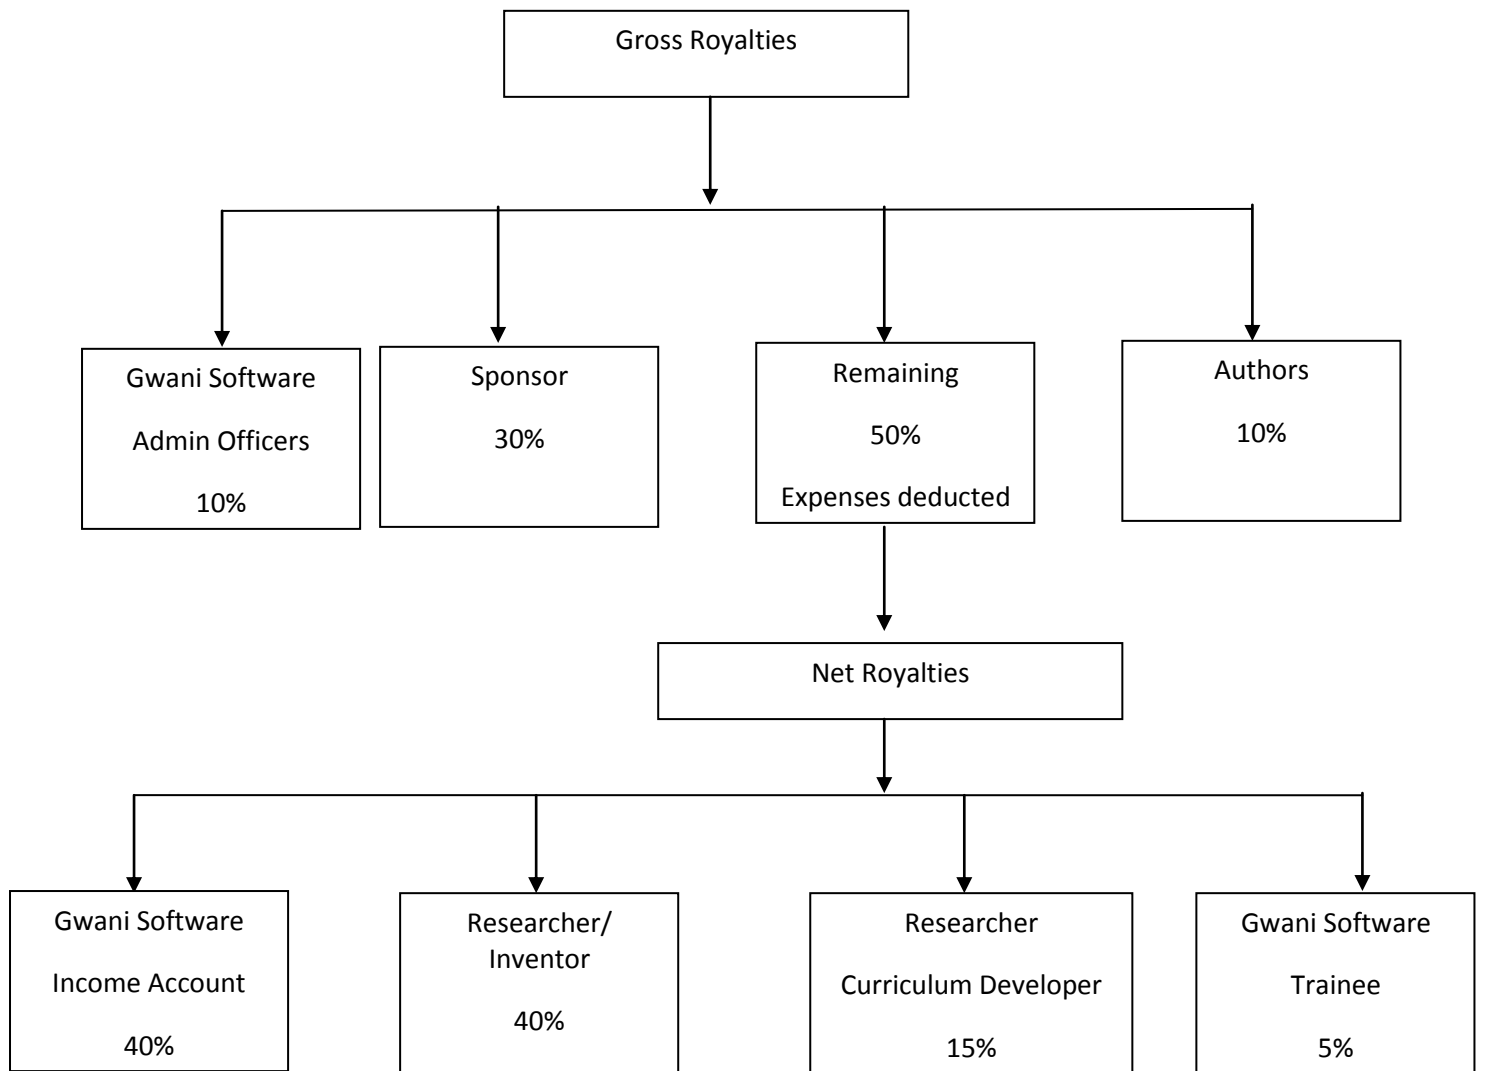 Gross Royalties
Gwani Software
Admin Officers
10%
Sponsor
30%
Remaining
50%
Expenses deducted
Authors
10%
Net Royalties
Gwani Software
Income Account
40%
Researcher/
Inventor
40%
Researcher
Curriculum Developer
15%
Gwani Software
Trainee
5%